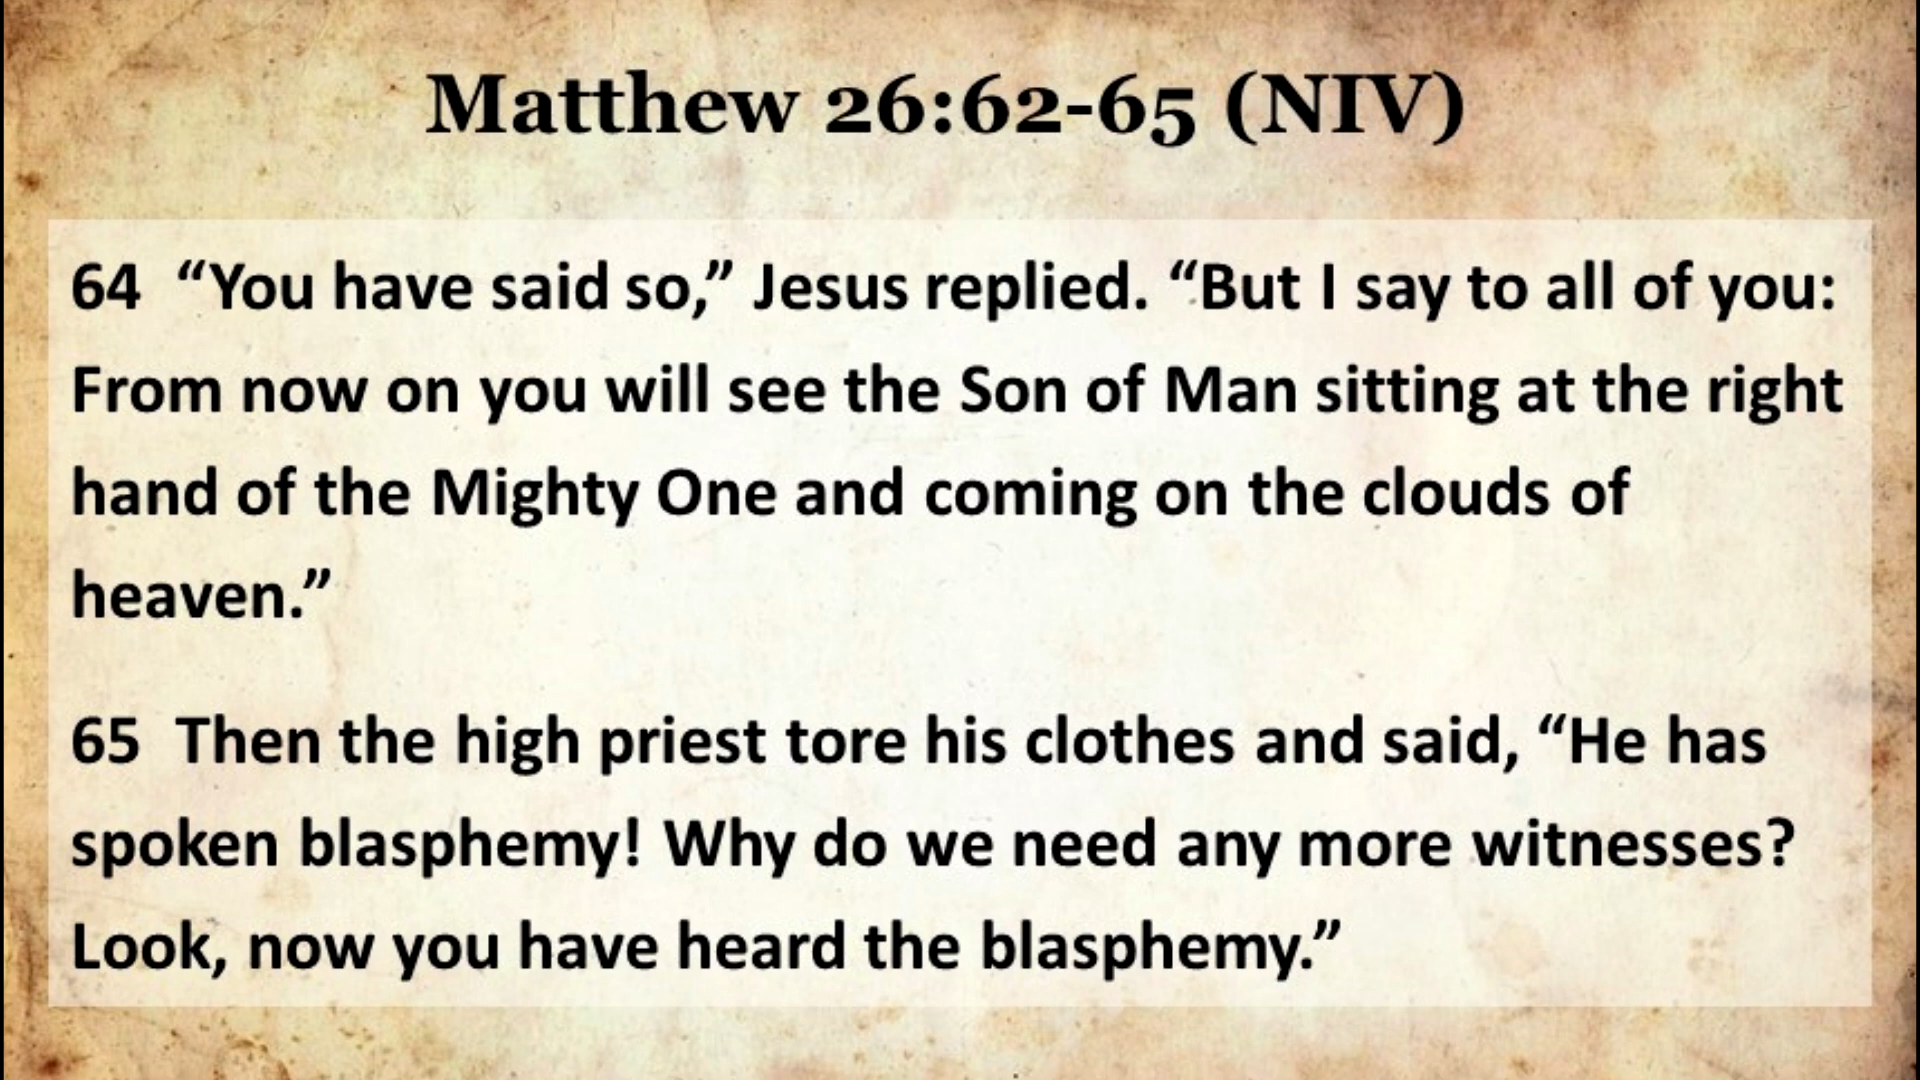 Matthew 26:62-65 (NIV)
64 “You have said so,” Jesus replied. “But I say to all of you:
From now on you will see the Son of Man sitting at the right
hand of the Mighty One and coming on the clouds of
heaven.”
65 Then the high priest tore his clothes and said, “He has
spoken blasphemy! Why do we need any more witnesses?
Look, now you have heard the blasphemy.”